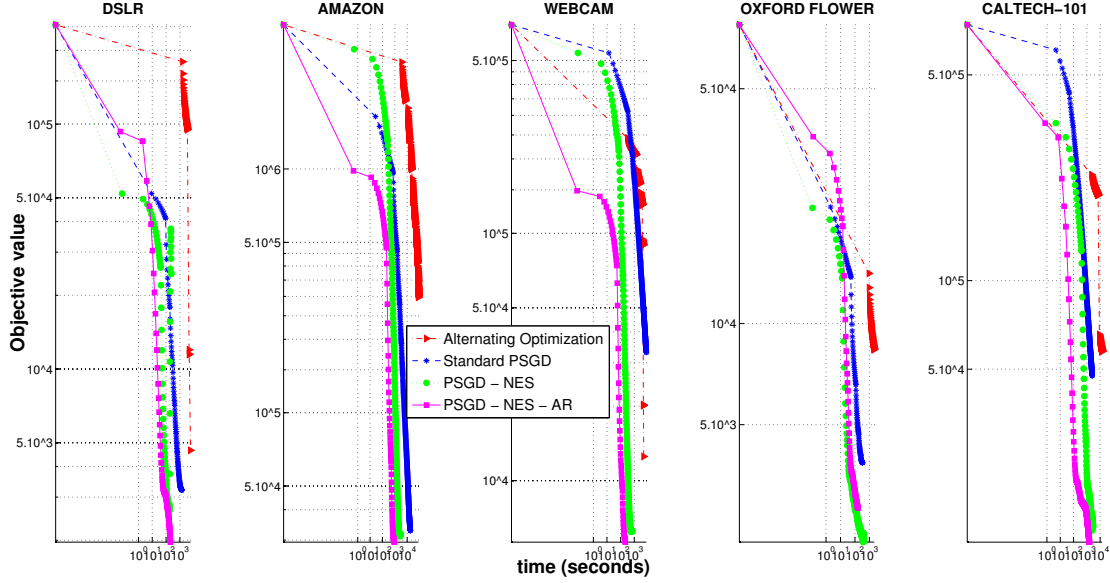 DSLR
AMAZON
WEBCAM
OXFORD FLOWER
CALTECH−101
Objective value
10^5
5.10^4
10^4
5.10^3
10^6
5.10^5
10^5
5.10^4
5.10^5
10^5
5.10^4
10^4
5.10^4
10^4
5.10^3
5.10^5
10^5
5.10^4
Alternating Optimization
Standard PSGD
PSGD − NES
PSGD − NES − AR
time (seconds)